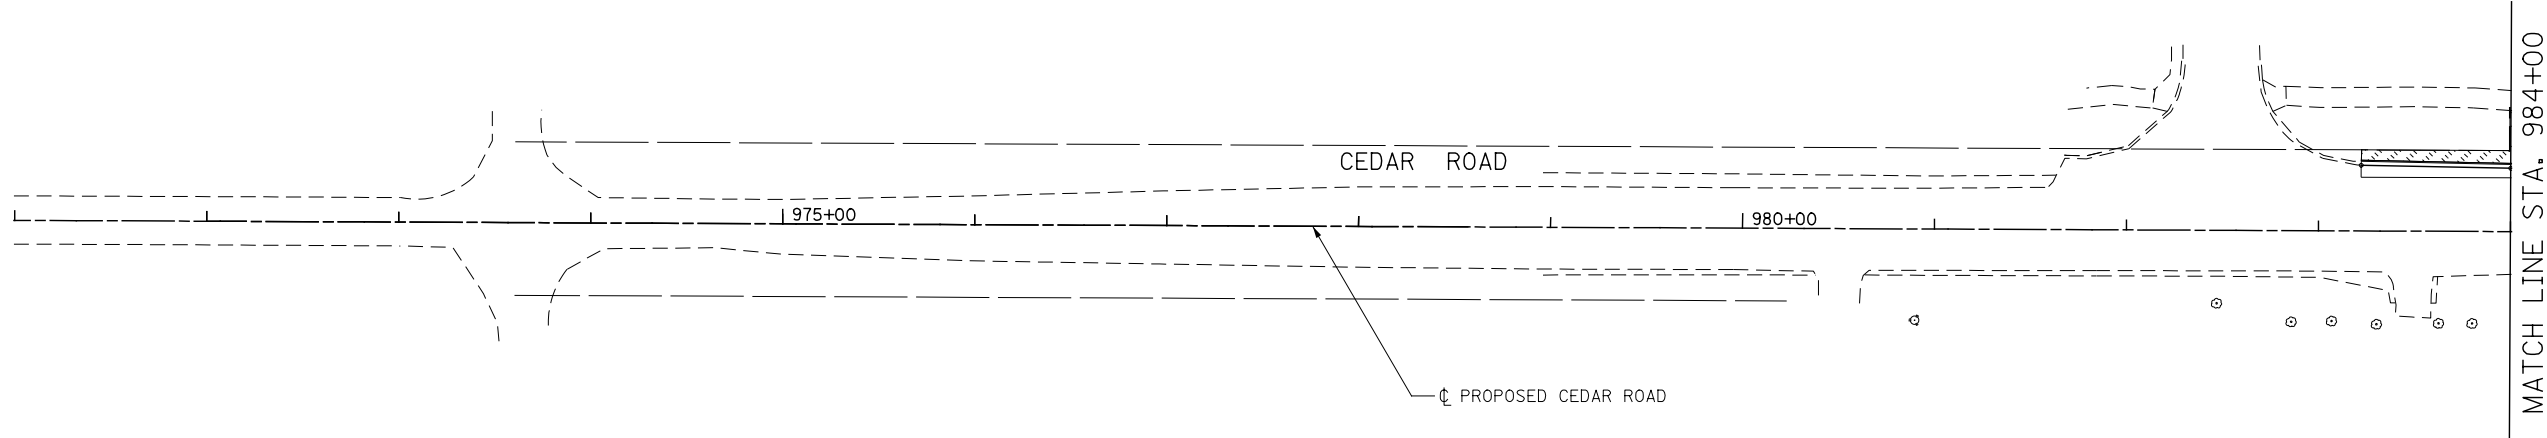 CEDAR ROAD
975+00
980+00
℄ PROPOSED CEDAR ROAD
MATCH LINE STA. 984+00